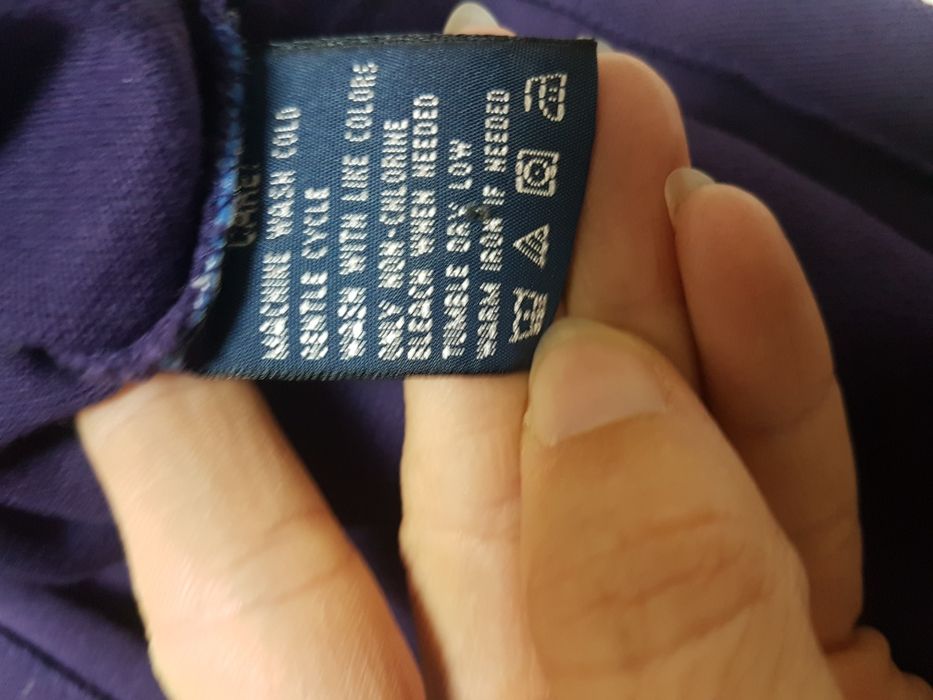 CARE:
MACHINE WASH COLD
GENTLE CYCLE
WASH WITH LIKE COLORS
ONLY NON-CHLORINE
BLEACH WHEN NEEDED
TUMBLE DRY LOW
WARM IRON IF NEEDED